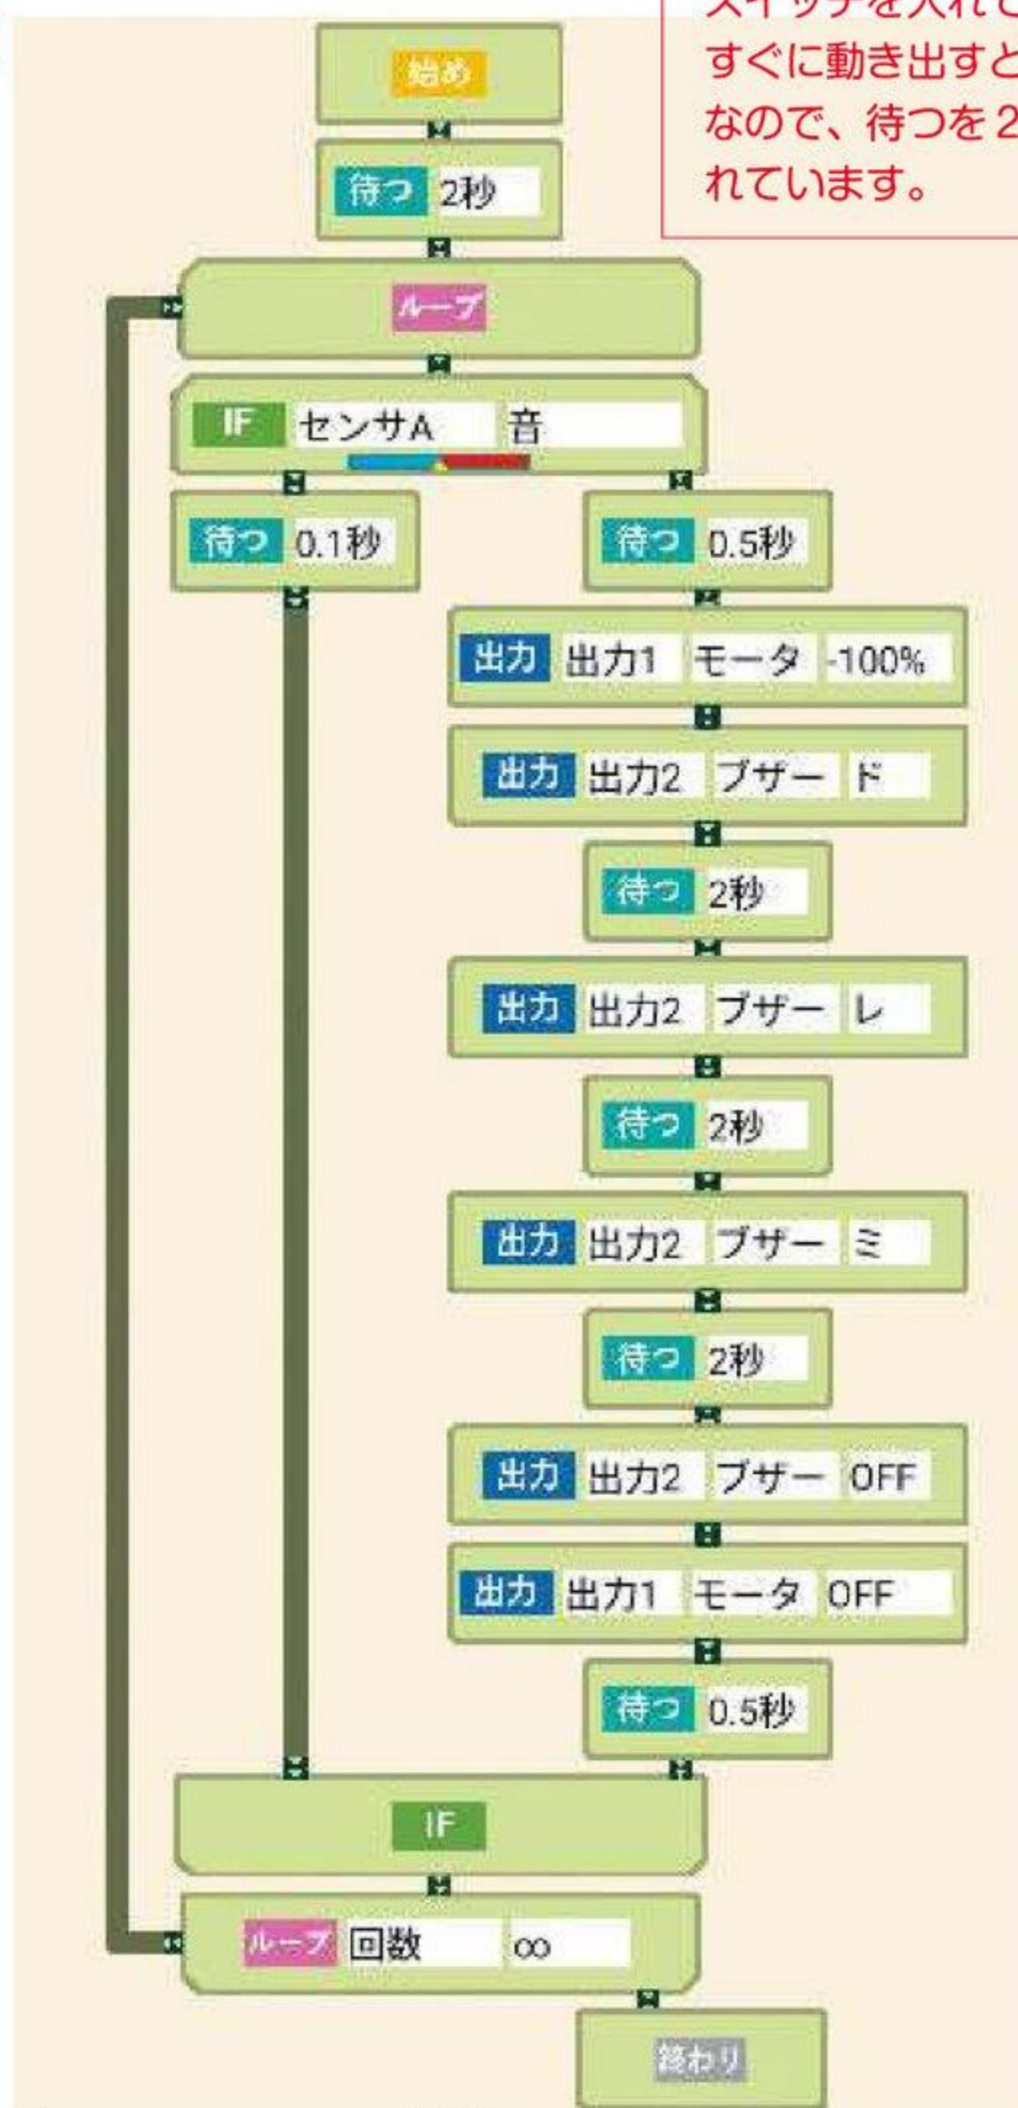 すぐに動き出すと
なので、待つを2
れています。
始め
待つ 2秒
ループ
IF センサA 音
待つ 0.1秒
待つ 0.5秒
出力 出力1 モータ -100%
出力 出力2 ブザー ド
待つ 2秒
出力 出力2 ブザー レ
待つ 2秒
出力 出力2 ブザー ミ
待つ 2秒
出力 出力2 ブザー OFF
出力 出力1 モータ OFF
待つ 0.5秒
IF
ループ 回数 ∞
終わり